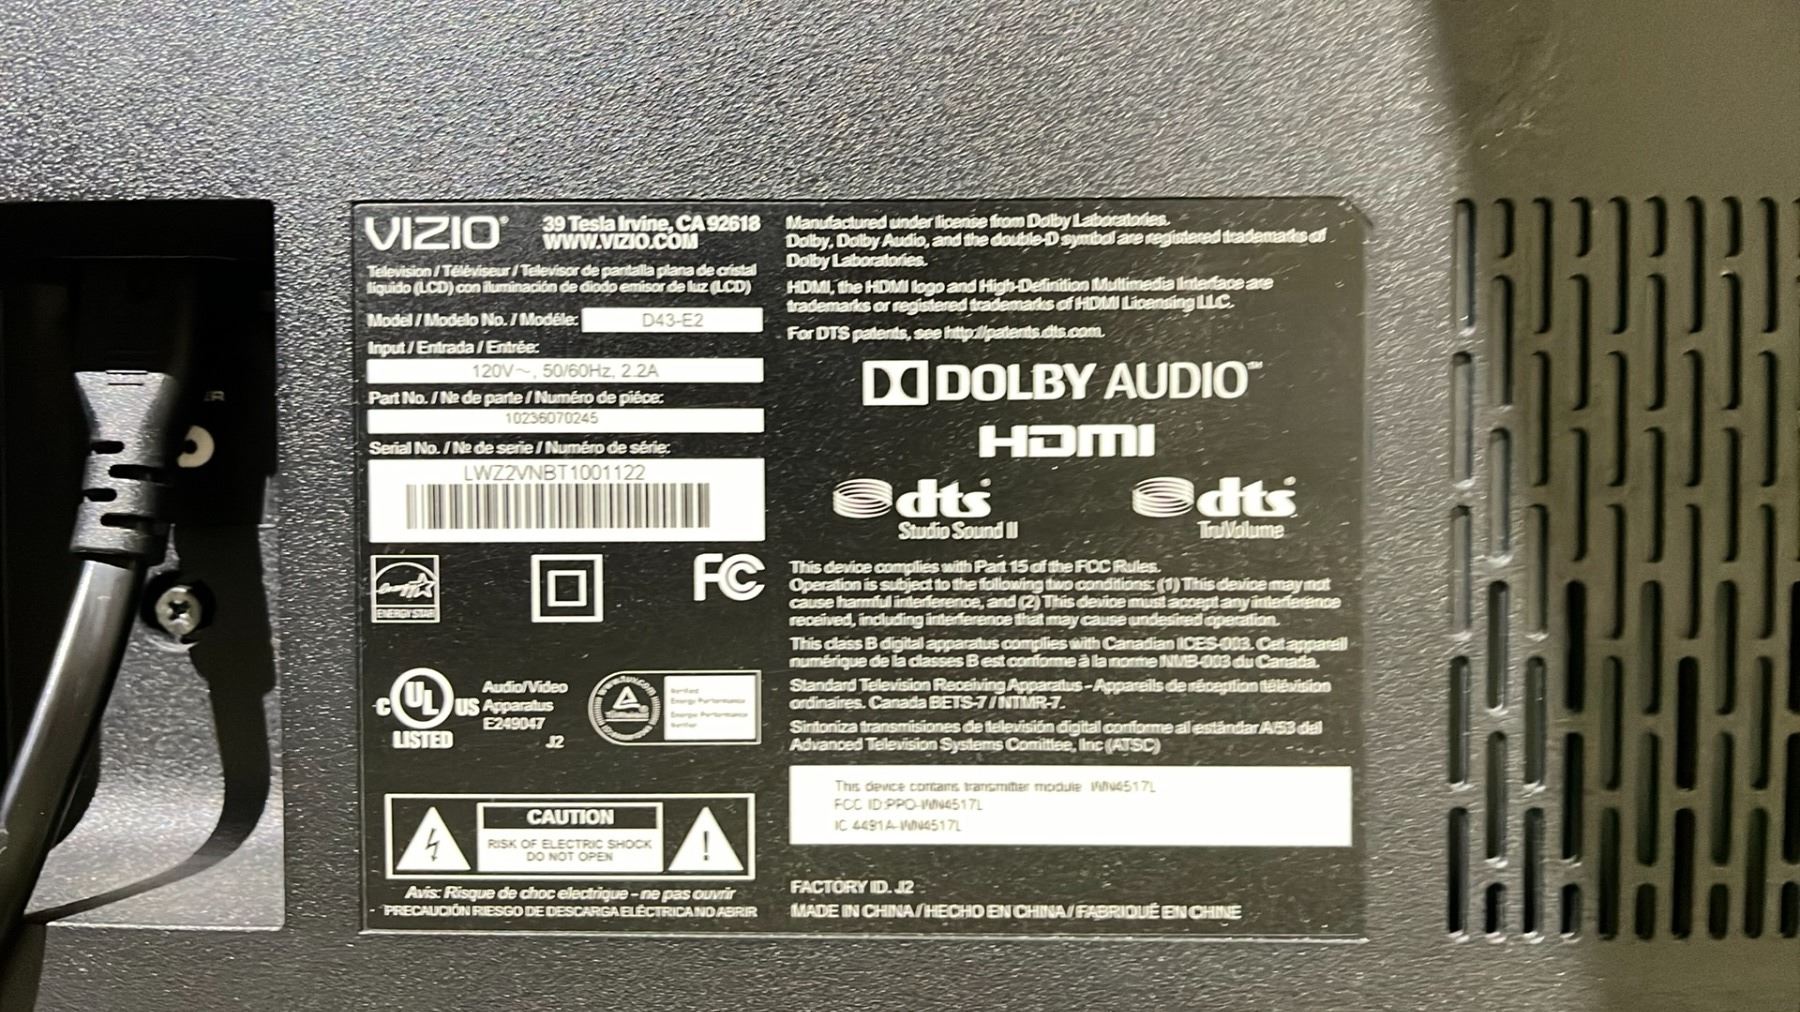 VIZIO®
39 Tesla Irvine, CA 92618
WWW.VIZIO.COM
Television / Téléviseur / Televisor de pantalla plana de cristal
líquido (LCD) con iluminación de diodo emisor de luz (LCD)
Model / Modelo No. / Modéle: D43-E2
Input / Entrada / Entrée:
120V~, 50/60Hz, 2.2A
Part No. / Nº de parte / Numéro de piéce:
10236070245
Serial No. / Nº de serie / Numéro de série:
LWZ2VNBT1001122
ENERGY STAR
FC
C UL US
LISTED
Audio/Video
Apparatus
E249047
J2
Energy Performance
CAUTION
RISK OF ELECTRIC SHOCK
DO NOT OPEN
Avis: Risque de choc electrique - ne pas ouvrir
PRECAUCIÓN RIESGO DE DESCARGA ELÉCTRICA NO ABRIR
Manufactured under license from Dolby Laboratories.
Dolby, Dolby Audio, and the double-D symbol are registered trademarks of
Dolby Laboratories.
HDMI, the HDMI logo and High-Definition Multimedia Interface are
trademarks or registered trademarks of HDMI Licensing LLC.
For DTS patents, see http://patents.dts.com.
DOLBY AUDIO™
HDMI
dts
Studio Sound II
dts
TruVolume
This device complies with Part 15 of the FCC Rules.
Operation is subject to the following two conditions: (1) This device may not
cause harmful interference, and (2) This device must accept any interference
received, including interference that may cause undesired operation.
This class B digital apparatus complies with Canadian ICES-003. Cet appareil
numérique de la classes B est conforme à la norme NMB-003 du Canada.
Standard Television Receiving Apparatus - Appareils de réception télévision
ordinaires. Canada BETS-7 / NTMR-7.
Sintoniza transmisiones de televisión digital conforme al estándar A/53 del
Advanced Television Systems Comittee, Inc (ATSC)
This device contains transmitter module WN4517L
FCC ID:PPD-WN4517L
IC 4491A-WN4517L
FACTORY ID. J2
MADE IN CHINA / HECHO EN CHINA / FABRIQUÉ EN CHINE